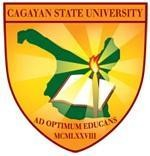 CAGAYAN STATE UNIVERSITY
AD OPTIMUM EDUCANS
MCMLXXVIII